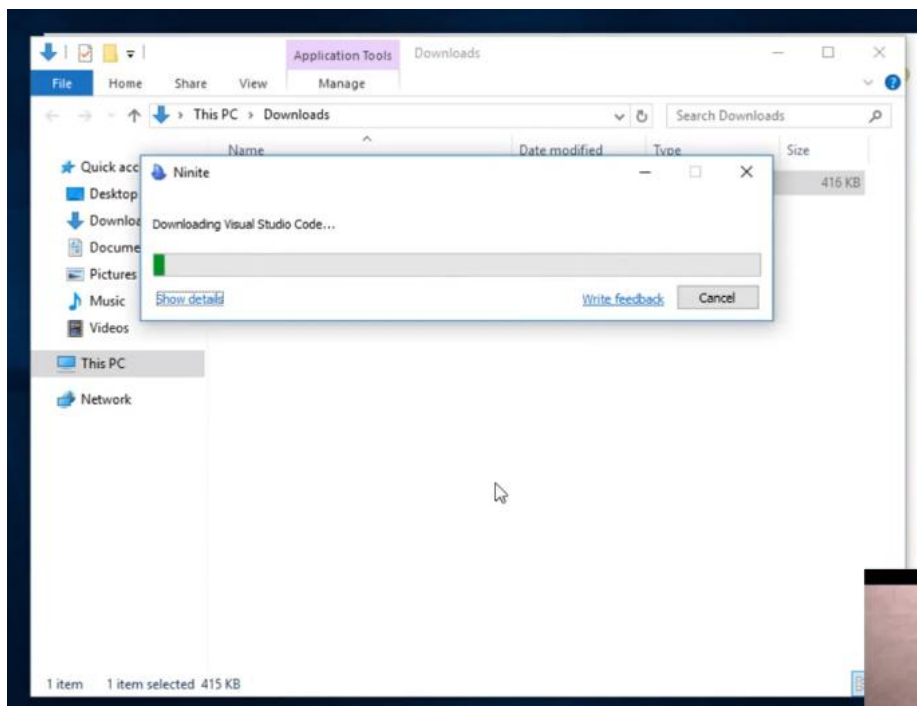 Application Tools Downloads
File Home Share View Manage
This PC Downloads Search Downloads
Name Date modified Type Size
Quick acc
Ninite
416 KB
Desktop
Downloa
Downloading Visual Studio Code...
Docume
Pictures
Show details Write feedback Cancel
Music
Videos
This PC
Network
1 item 1 item selected 415 KB